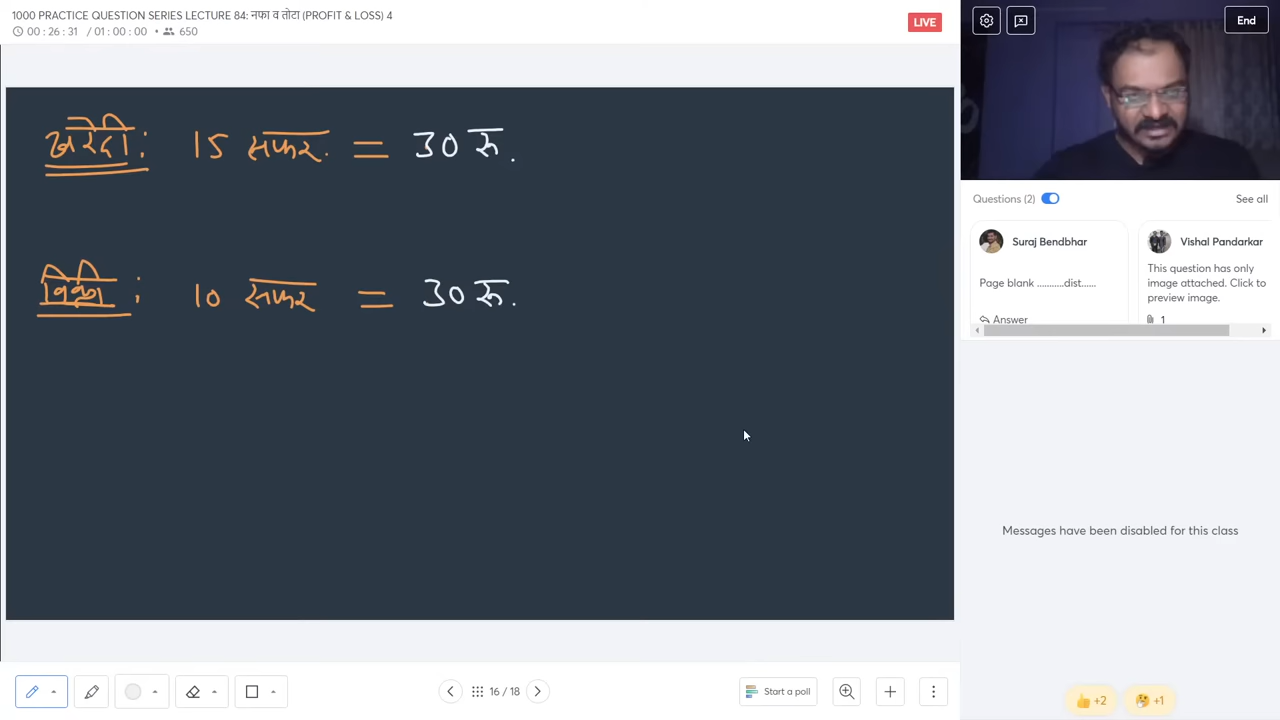 1000 PRACTICE QUESTION SERIES LECTURE 84: नफा व तोटा (PROFIT & LOSS) 4
00 : 26 : 31 / 01 : 00 : 00 • 650
LIVE
End
खरेदी : 15 सफर. = 30 रु.
विक्री : 10 सफर = 30 रु.
Questions (2)
See all
Suraj Bendbhar
Page blank ...........dist......
Answer
Vishal Pandarkar
This question has only
image attached. Click to
preview image.
1
Messages have been disabled for this class
16 / 18
Start a poll
+2
+1